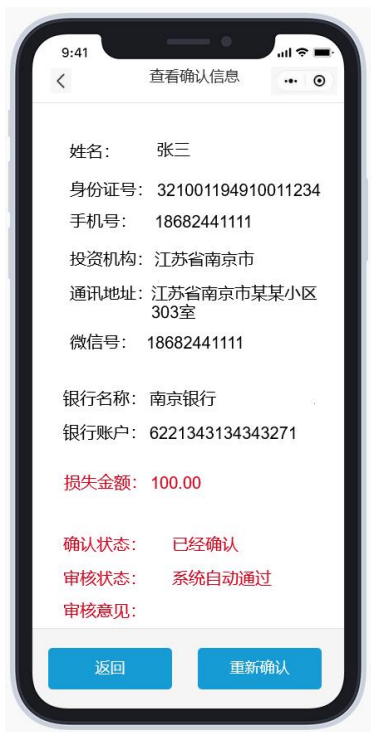 9:41
查看确认信息
姓名： 张三
身份证号： 321001194910011234
手机号： 18682441111
投资机构： 江苏省南京市
通讯地址： 江苏省南京市某某小区
303室
微信号： 18682441111
银行名称： 南京银行
银行账户： 6221343134343271
损失金额： 100.00
确认状态： 已经确认
审核状态： 系统自动通过
审核意见：
返回 重新确认